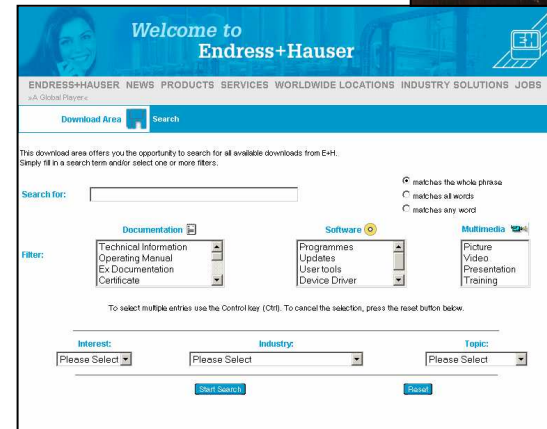 Welcome to
Endress+Hauser
EH
ENDRESS+HAUSER NEWS PRODUCTS SERVICES WORLDWIDE LOCATIONS INDUSTRY SOLUTIONS JOBS
»A Global Player«
Download Area Search
This download area offers you the opportunity to search for all available downloads from E+H.
Simply fill in a search term and/or select one or more filters.
Search for:
matches the whole phrase
matches all words
matches any word
Documentation Software Multimedia
Filter:
Technical Information Programmes Picture
Operating Manual Updates Video
Ex Documentation User tools Presentation
Certificate Device Driver Training
To select multiple entries use the Control key (Ctrl). To cancel the selection, press the reset button below.
Interest: Industry: Topic:
Please Select Please Select Please Select
Start Search Reset